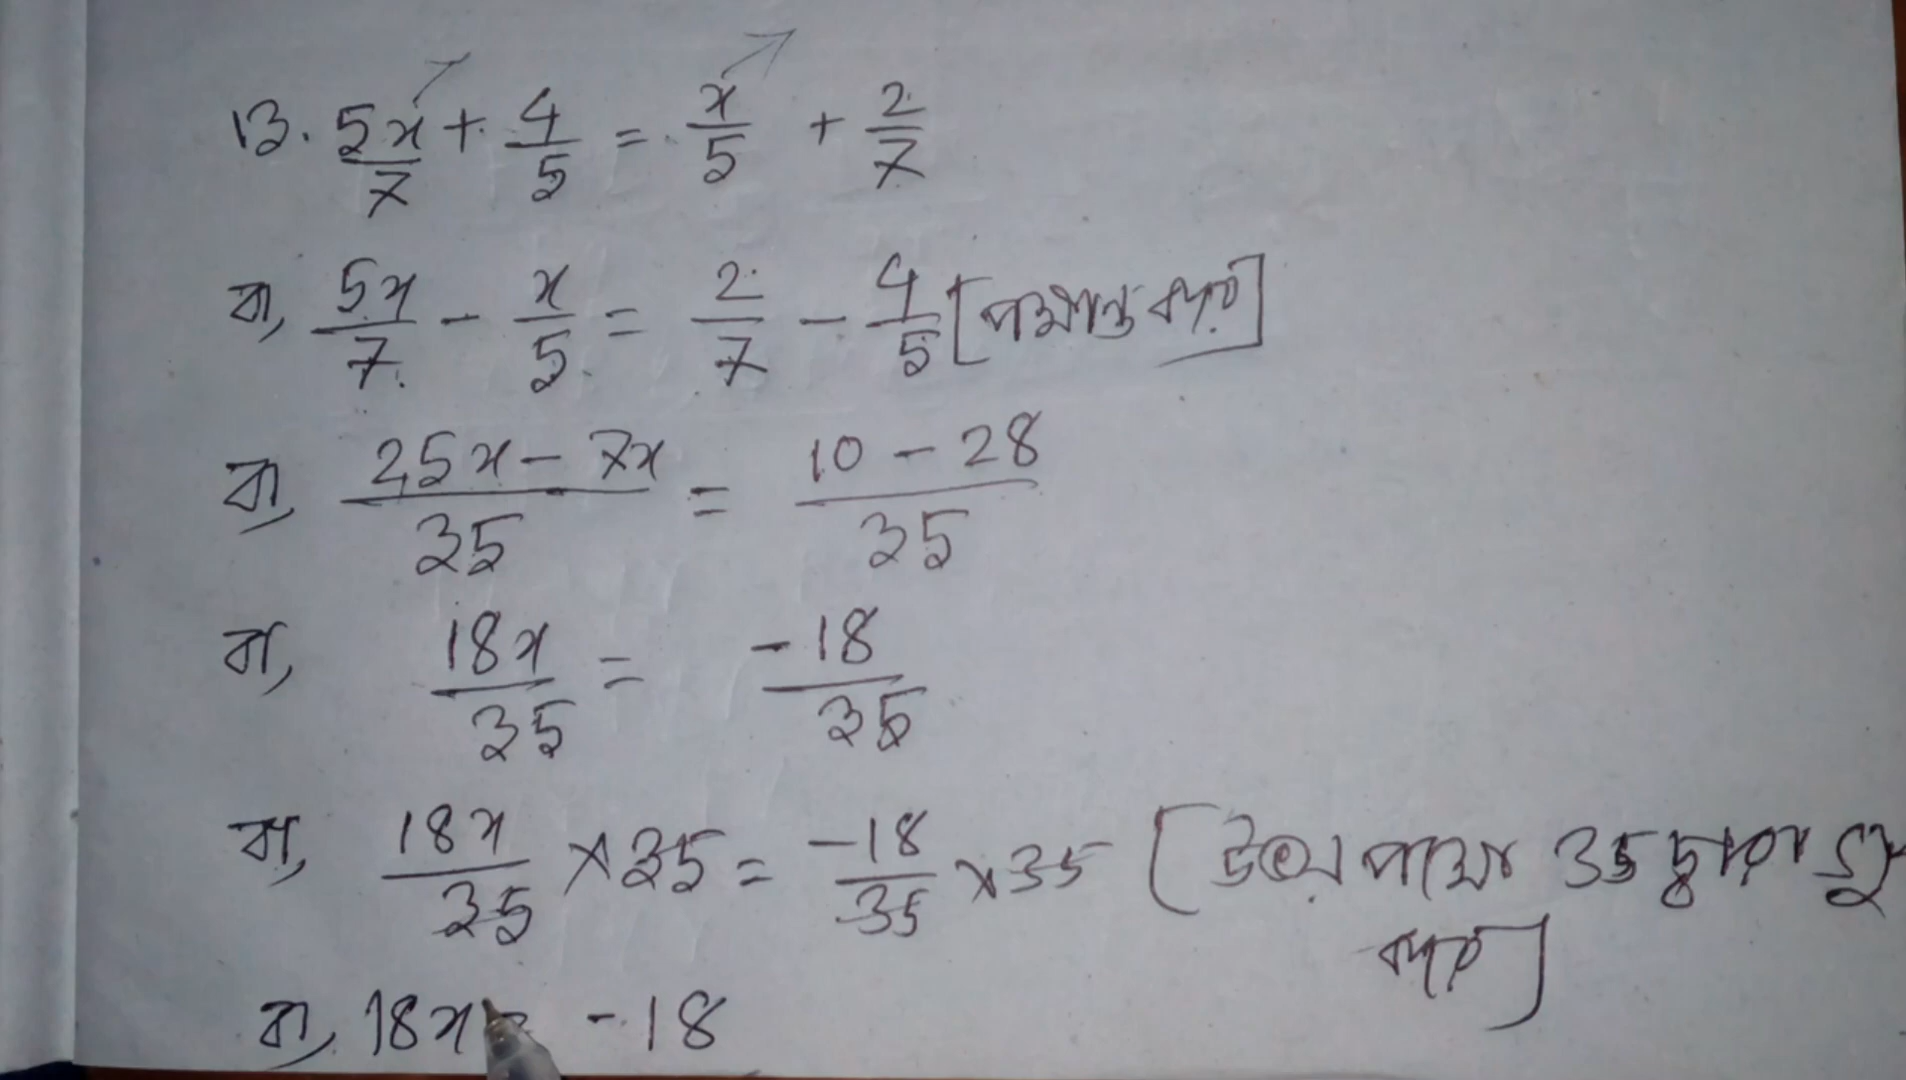 13. 5x/7 + 4/5 = x/5 + 2/7
বা, 5x/7 - x/5 = 2/7 - 4/5 [পক্ষান্তর করে]
বা, 25x - 7x/35 = 10 - 28/35
বা, 18x/35 = -18/35
বা, 18x/35 × 35 = -18/35 × 35 [উভয় পক্ষে 35 দ্বারা
করে]
বা, 18x = -18